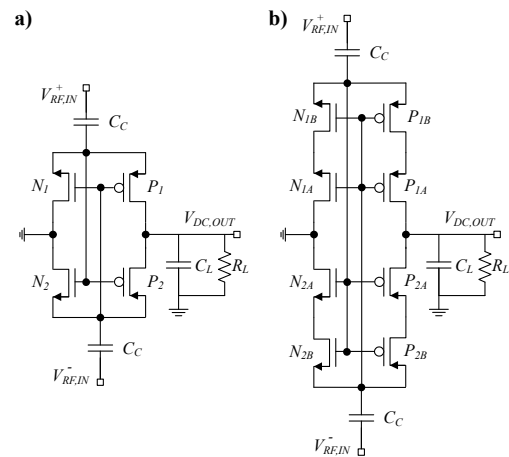 a)
V+RF,IN
CC
N1
P1
VDC,OUT
N2
P2
CL
RL
CC
V-RF,IN
b)
V+RF,IN
CC
N1B
P1B
N1A
P1A
VDC,OUT
N2A
P2A
CL
RL
N2B
P2B
CC
V-RF,IN